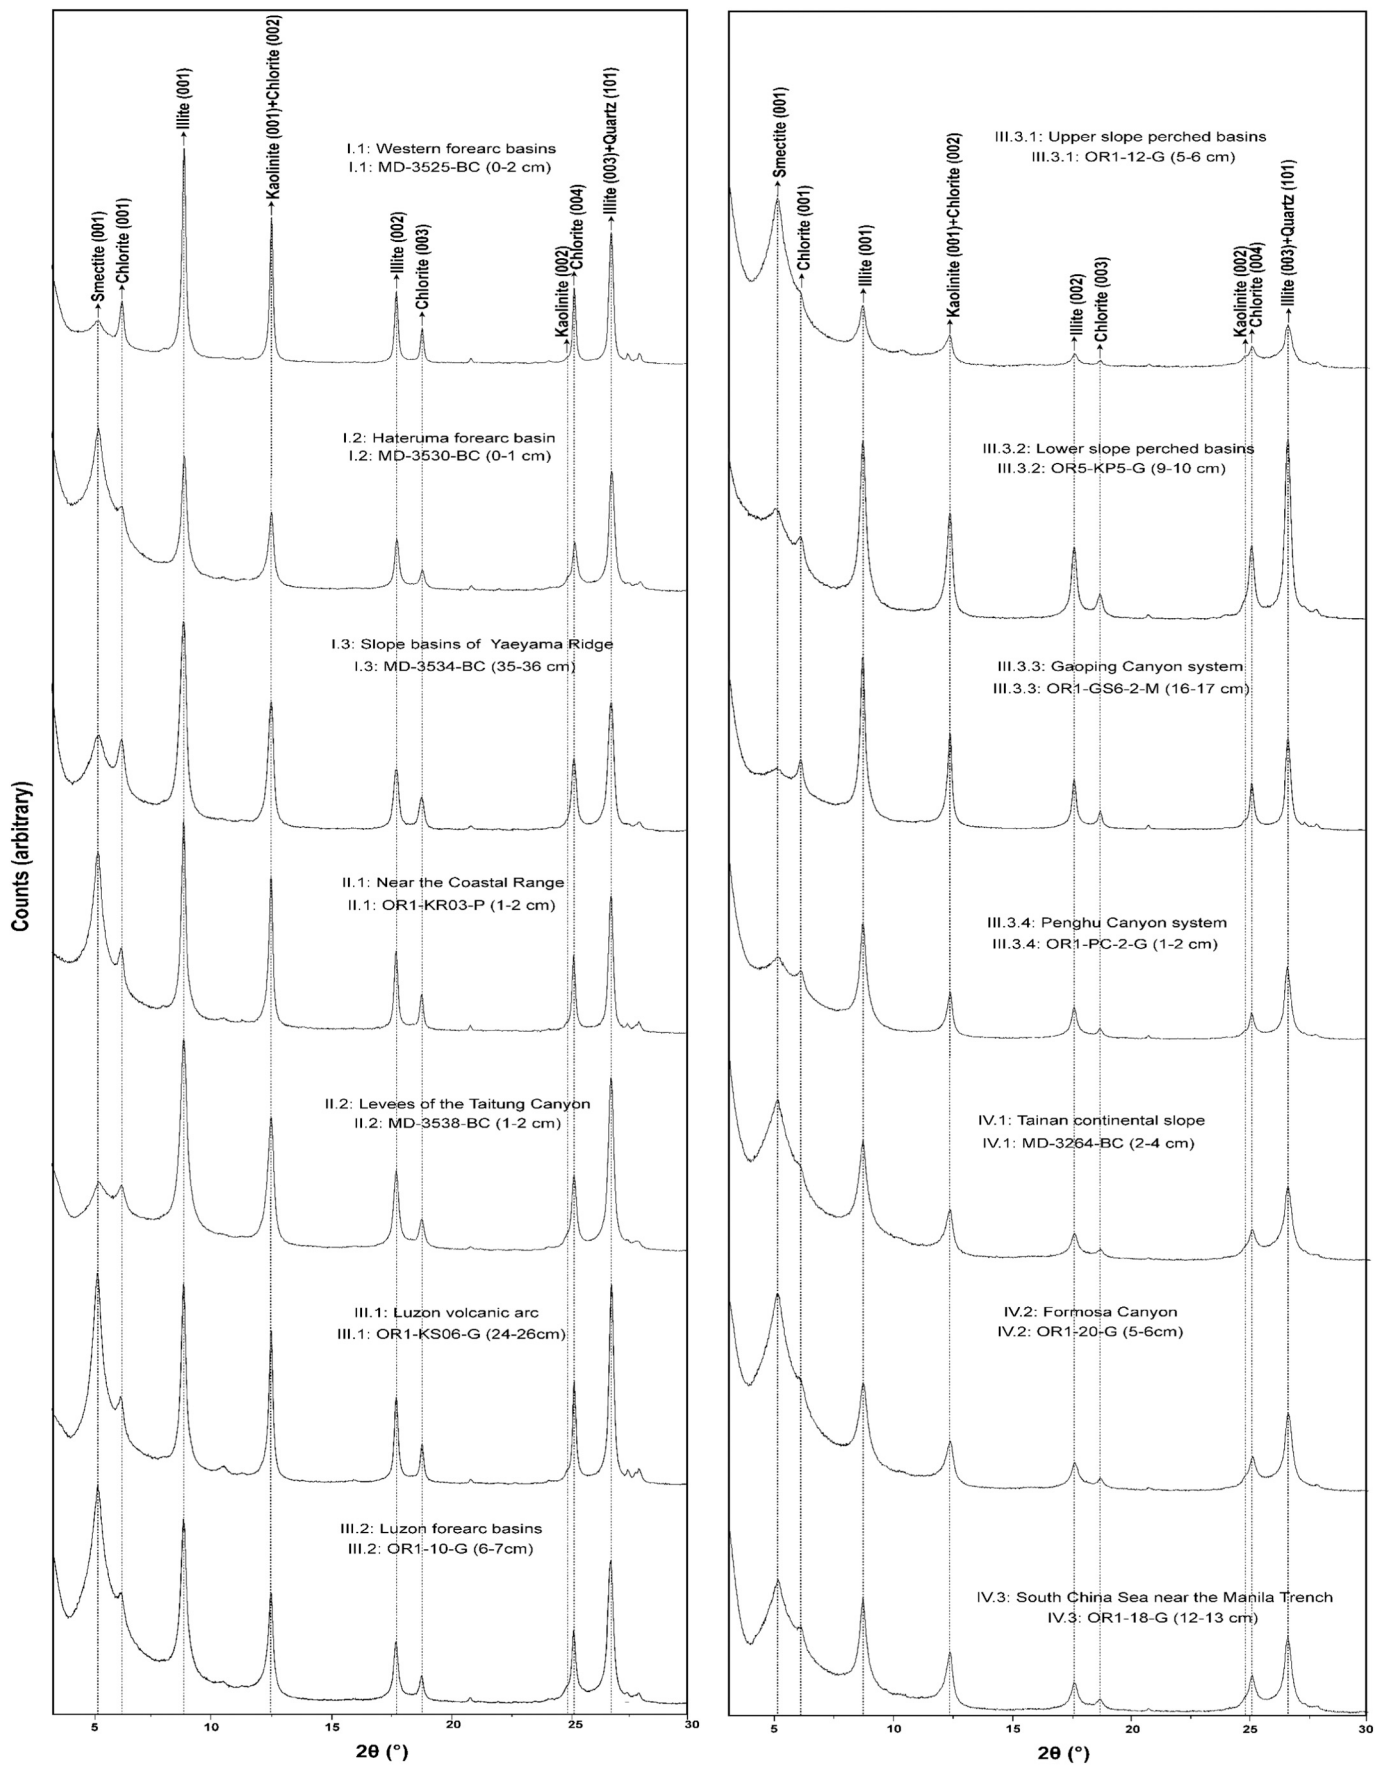 Counts (arbitrary)
Smectite (001)
Chlorite (001)
Illite (001)
Kaolinite (001)+Chlorite (002)
Illite (002)
Chlorite (003)
Kaolinite (002)
Chlorite (004)
Illite (003)+Quartz (101)
I.1: Western forearc basins
I.1: MD-3525-BC (0-2 cm)
I.2: Hateruma forearc basin
I.2: MD-3530-BC (0-1 cm)
I.3: Slope basins of Yaeyama Ridge
I.3: MD-3534-BC (35-36 cm)
II.1: Near the Coastal Range
II.1: OR1-KR03-P (1-2 cm)
II.2: Levees of the Taitung Canyon
II.2: MD-3538-BC (1-2 cm)
III.1: Luzon volcanic arc
III.1: OR1-KS06-G (24-26cm)
III.2: Luzon forearc basins
III.2: OR1-10-G (6-7cm)
5 10 15 20 25 30
2θ (°)
Smectite (001)
Chlorite (001)
Illite (001)
Kaolinite (001)+Chlorite (002)
Illite (002)
Chlorite (003)
Kaolinite (002)
Chlorite (004)
Illite (003)+Quartz (101)
III.3.1: Upper slope perched basins
III.3.1: OR1-12-G (5-6 cm)
III.3.2: Lower slope perched basins
III.3.2: OR5-KP5-G (9-10 cm)
III.3.3: Gaoping Canyon system
III.3.3: OR1-GS6-2-M (16-17 cm)
III.3.4: Penghu Canyon system
III.3.4: OR1-PC-2-G (1-2 cm)
IV.1: Tainan continental slope
IV.1: MD-3264-BC (2-4 cm)
IV.2: Formosa Canyon
IV.2: OR1-20-G (5-6cm)
IV.3: South China Sea near the Manila Trench
IV.3: OR1-18-G (12-13 cm)
5 10 15 20 25 30
2θ (°)